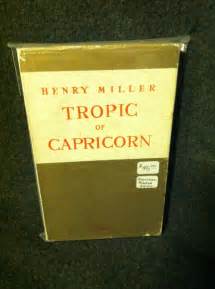 HENRY MILLER
TROPIC
OF
CAPRICORN